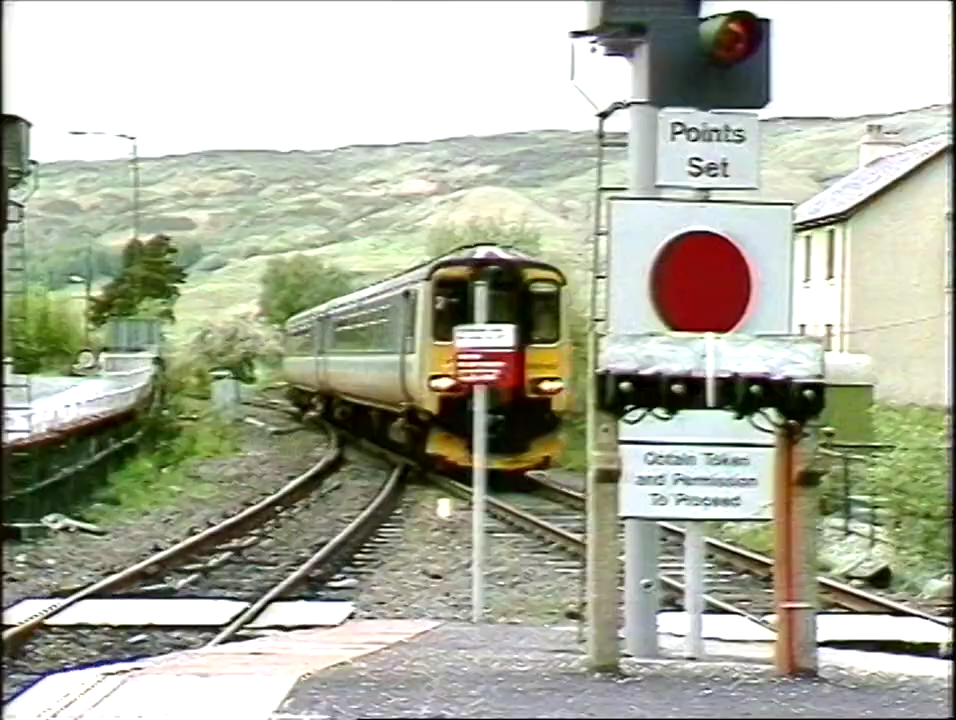 Points
Set
Obtain Token
and Permission
To Proceed